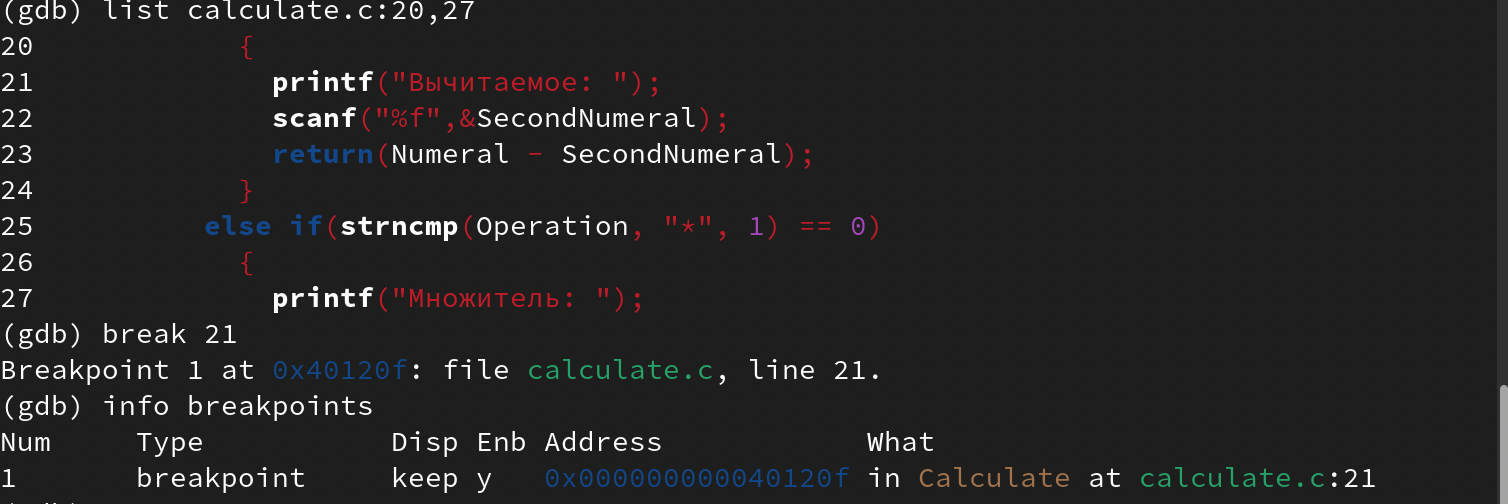 (gdb) list calculate.c:20,27
20            {
21              printf("Вычитаемое: ");
22              scanf("%f",&SecondNumeral);
23              return(Numeral - SecondNumeral);
24            }
25          else if(strncmp(Operation, "*", 1) == 0)
26            {
27              printf("Множитель: ");
(gdb) break 21
Breakpoint 1 at 0x40120f: file calculate.c, line 21.
(gdb) info breakpoints
Num     Type           Disp Enb Address            What
1       breakpoint     keep y   0x000000000040120f in Calculate at calculate.c:21